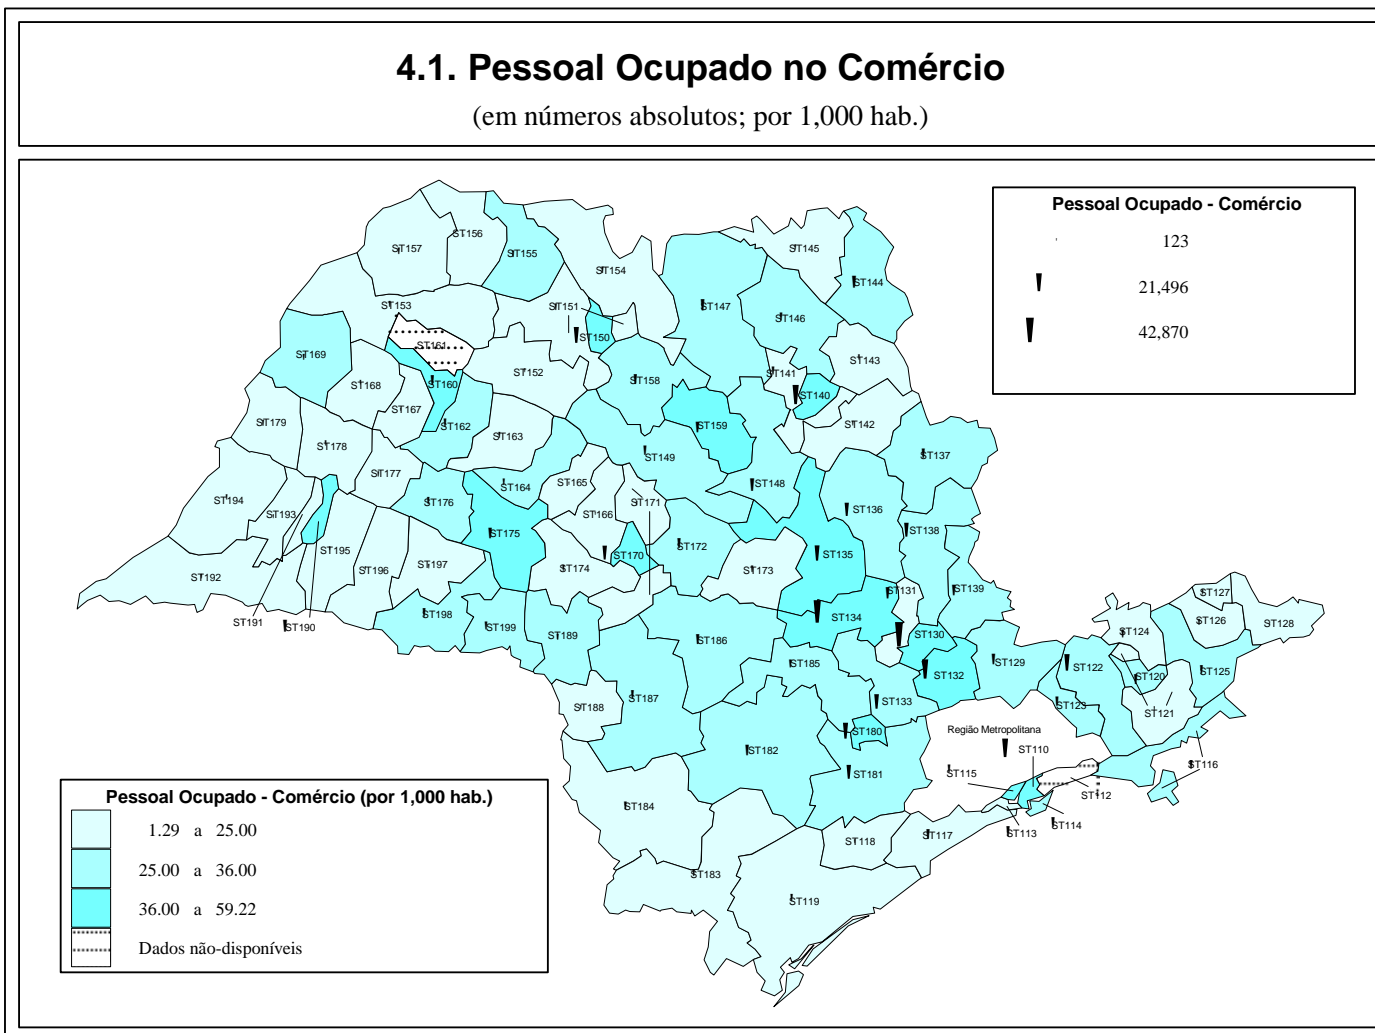 4.1. Pessoal Ocupado no Comércio
(em números absolutos; por 1,000 hab.)
Pessoal Ocupado - Comércio
123
21,496
42,870
ST156
ST157
ST155
ST154
ST145
ST144
ST153
ST151
ST147
ST146
ST150
ST161
ST169
ST143
ST152
ST141
ST168
ST160
ST158
ST140
ST167
ST179
ST162
ST159
ST142
ST163
ST178
ST149
ST137
ST177
ST164
ST165
ST148
ST194
ST176
ST171
ST136
ST193
ST166
ST175
ST138
ST195
ST170
ST172
ST135
ST192
ST196
ST197
ST174
ST173
ST131
ST139
ST127
ST198
ST134
ST191
ST190
ST199
ST189
ST186
ST130
ST124
ST126
ST128
ST185
ST132
ST129
ST122
ST120
ST125
ST187
ST188
ST133
ST123
ST121
Região Metropolitana
ST180
ST182
ST110
ST181
ST115
ST116
ST112
ST184
ST114
ST113
ST117
ST118
ST183
ST119
Pessoal Ocupado - Comércio (por 1,000 hab.)
1.29 a 25.00
25.00 a 36.00
36.00 a 59.22
Dados não-disponíveis